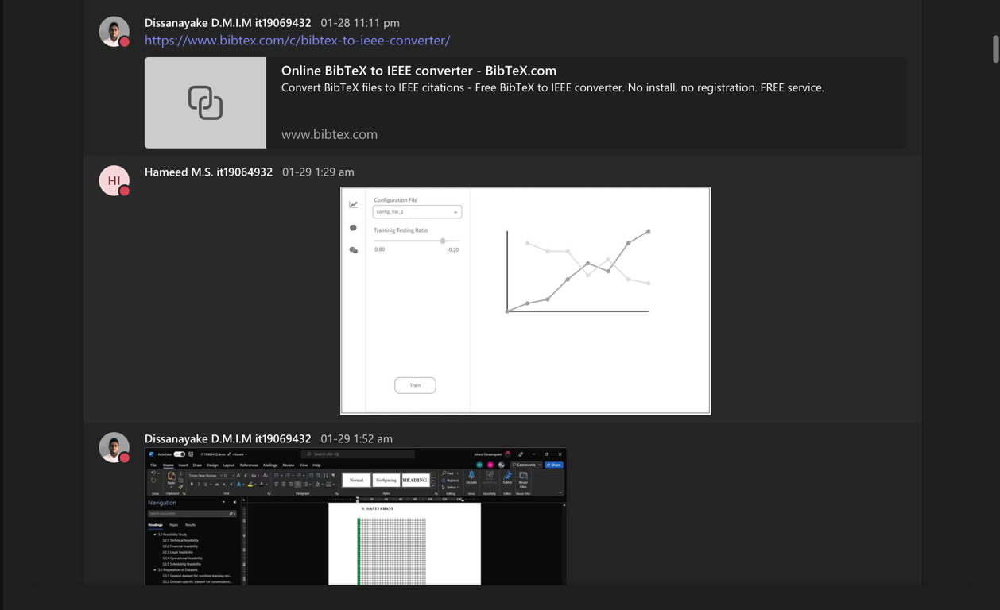 Dissanayake D.M.I.M it19069432 01-28 11:11 pm
https://www.bibtex.com/c/bibtex-to-ieee-converter/
Online BibTeX to IEEE converter - BibTeX.com
Convert BibTeX files to IEEE citations - Free BibTeX to IEEE converter. No install, no registration. FREE service.
www.bibtex.com
HI
Hameed M.S. it19064932 01-29 1:29 am
Configuration File
config_file_1
Traininig-Testing Ratio
0.80 0.20
Train
Dissanayake D.M.I.M it19069432 01-29 1:52 am
AutoSave On IT19069432.docx • Saved Search (Alt+Q) Ishara Dissanayake
File Home Insert Draw Design Layout References Mailings Review View Help Comments Share
Paste Times New Roman 12 Normal No Spacing HEADING Find Replace Select Dictate Editor Reuse Files
Undo Clipboard Font Paragraph Styles Editing Voice Sensitivity Editor Reuse Files
Navigation
Search document
Headings Pages Results
3.2 Feasibility Study
3.2.1 Technical feasibility
3.2.2 Financial feasibility
3.2.3 Legal feasibility
3.2.4 Operational feasibility
3.2.5 Scheduling feasibility
3.3 Preparation of Datasets
3.3.1 General dataset for machine learning mo...
3.3.2 Domain specific dataset for conversation...
5. GANTT CHART